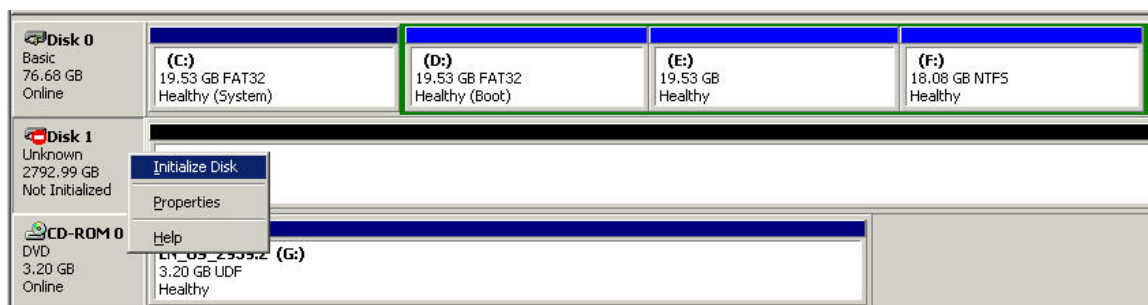 Disk 0
Basic
76.68 GB
Online
(C:)
19.53 GB FAT32
Healthy (System)
(D:)
19.53 GB FAT32
Healthy (Boot)
(E:)
19.53 GB
Healthy
(F:)
18.08 GB NTFS
Healthy
Disk 1
Unknown
2792.99 GB
Not Initialized
Initialize Disk
Properties
Help
CD-ROM 0
DVD
3.20 GB
Online
(G:)
3.20 GB UDF
Healthy